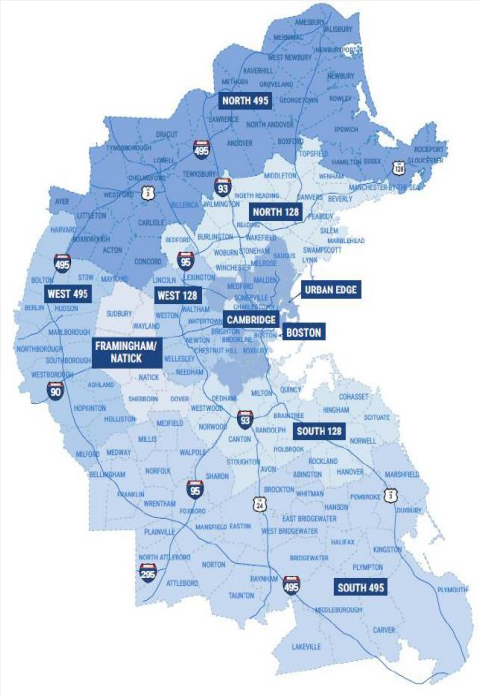 AMESBURY
SALISBURY
MERRIMAC
WEST NEWBURY
HAVERHILL
NEWBURY
METHUEN
GROVELAND
NORTH 495
GEORGETOWN
ROWLEY
LAWRENCE
NORTH ANDOVER
IPSWICH
DRACUT
TYNGSBOROUGH
495
ANDOVER
BOXFORD
TOPSFIELD
ROCKPORT
LOWELL
HAMILTON
ESSEX
GLOUCESTER
CHELMSFORD
TEWKSBURY
MIDDLETON
WENHAM
128
WESTFORD
3
93
MANCHESTER-BY-THE-SEA
AYER
BILLERICA
WILMINGTON
NORTH READING
DANVERS
BEVERLY
LITTLETON
NORTH 128
PEABODY
HARVARD
CARLISLE
READING
SALEM
BOXBOROUGH
BEDFORD
BURLINGTON
WAKEFIELD
MARBLEHEAD
ACTON
WOBURN
STONEHAM
SWAMPSCOTT
CONCORD
95
SAUGUS
LYNN
495
WINCHESTER
MELROSE
BOLTON
STOW
MAYNARD
LINCOLN
LEXINGTON
MEDFORD
MALDEN
URBAN EDGE
WEST 495
WEST 128
SOMERVILLE
BERLIN
HUDSON
SUDBURY
WESTON
WALTHAM
CHARLESTOWN
WATERTOWN
CAMBRIDGE
MARLBOROUGH
WAYLAND
BRIGHTON
BOSTON
BOSTON
NEWTON
BROOKLINE
NORTHBOROUGH
FRAMINGHAM/
NATICK
CHESTNUT HILL
ROXBURY
SOUTHBOROUGH
WELLESLEY
WESTBOROUGH
NATICK
NEEDHAM
ASHLAND
90
SHERBORN
DOVER
DEDHAM
MILTON
QUINCY
COHASSET
HOPKINTON
WESTWOOD
HINGHAM
HOLLISTON
MEDFIELD
NORWOOD
93
BRAINTREE
SCITUATE
RANDOLPH
SOUTH 128
MILLIS
CANTON
NORWELL
MILFORD
MEDWAY
WALPOLE
HOLBROOK
STOUGHTON
ROCKLAND
BELLINGHAM
NORFOLK
SHARON
AVON
ABINGTON
HANOVER
MARSHFIELD
95
BROCKTON
WHITMAN
PEMBROKE
3
FRANKLIN
WRENTHAM
FOXBORO
24
HANSON
DUXBURY
EAST BRIDGEWATER
PLAINVILLE
MANSFIELD
EASTON
WEST BRIDGEWATER
HALIFAX
KINGSTON
NORTH ATTLEBORO
BRIDGEWATER
PLYMPTON
295
NORTON
RAYNHAM
495
SOUTH 495
PLYMOUTH
ATTLEBORO
TAUNTON
MIDDLEBOROUGH
CARVER
LAKEVILLE